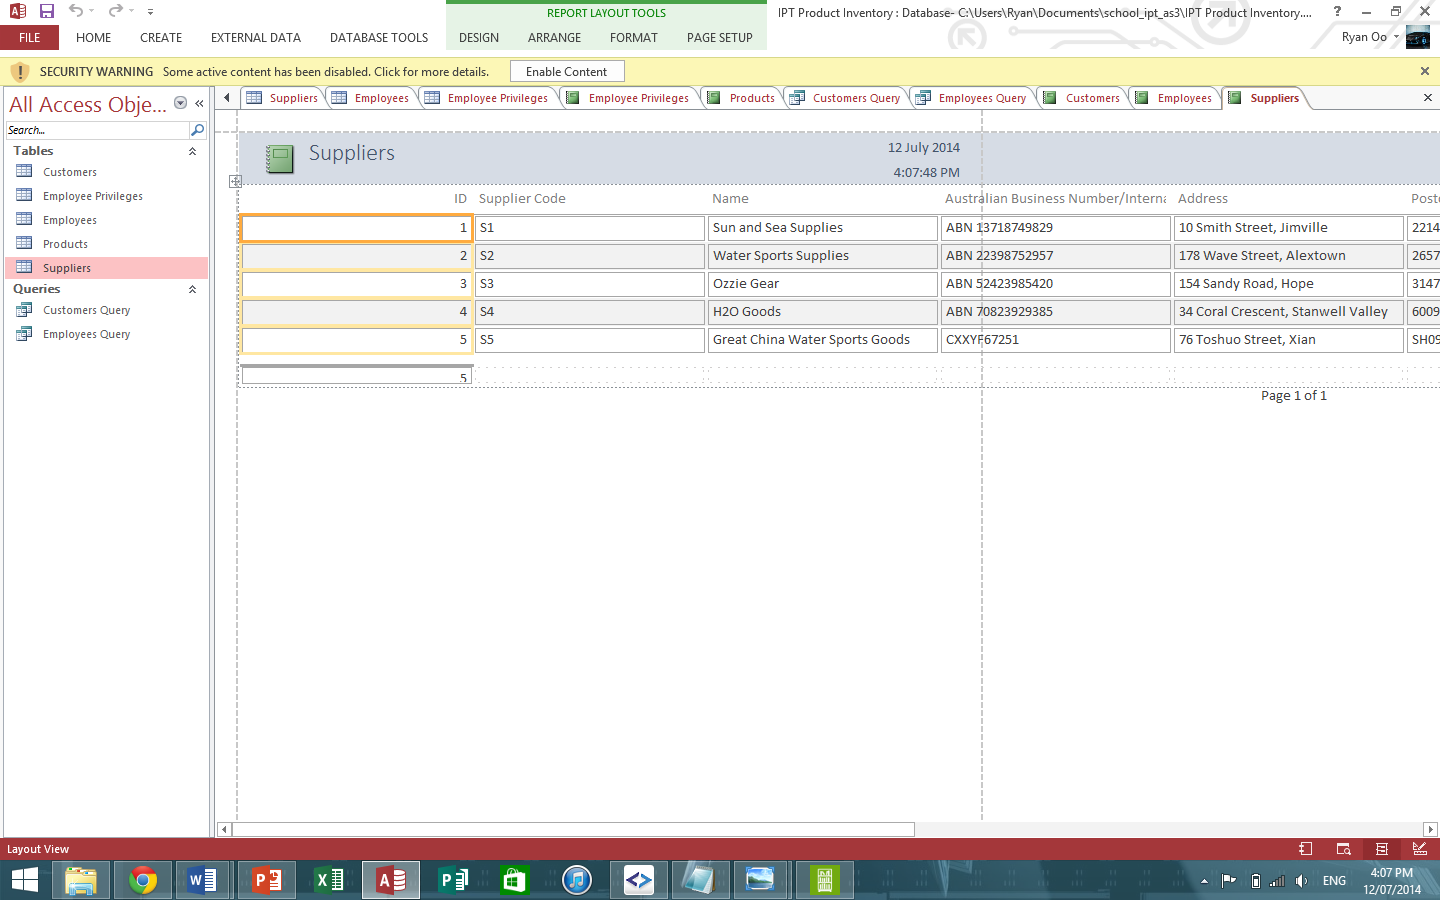 REPORT LAYOUT TOOLS
IPT Product Inventory : Database- C:\Users\Ryan\Documents\school_ipt_as3\IPT Product Inventory....
?
FILE HOME CREATE EXTERNAL DATA DATABASE TOOLS DESIGN ARRANGE FORMAT PAGE SETUP
Ryan Oo
SECURITY WARNING Some active content has been disabled. Click for more details. Enable Content
All Access Obje...
Search...
Tables
Customers
Employee Privileges
Employees
Products
Suppliers
Queries
Customers Query
Employees Query
Suppliers Employees Employee Privileges Employee Privileges Products Customers Query Employees Query Customers Employees Suppliers
Suppliers
12 July 2014
4:07:48 PM
ID Supplier Code Name Australian Business Number/Interna Address Postc
1 S1 Sun and Sea Supplies ABN 13718749829 10 Smith Street, Jimville 2214
2 S2 Water Sports Supplies ABN 22398752957 178 Wave Street, Alextown 2657
3 S3 Ozzie Gear ABN 52423985420 154 Sandy Road, Hope 3147
4 S4 H2O Goods ABN 70823929385 34 Coral Crescent, Stanwell Valley 6009
5 S5 Great China Water Sports Goods CXXYF67251 76 Toshuo Street, Xian SH09
5
Page 1 of 1
Layout View
ENG
4:07 PM
12/07/2014